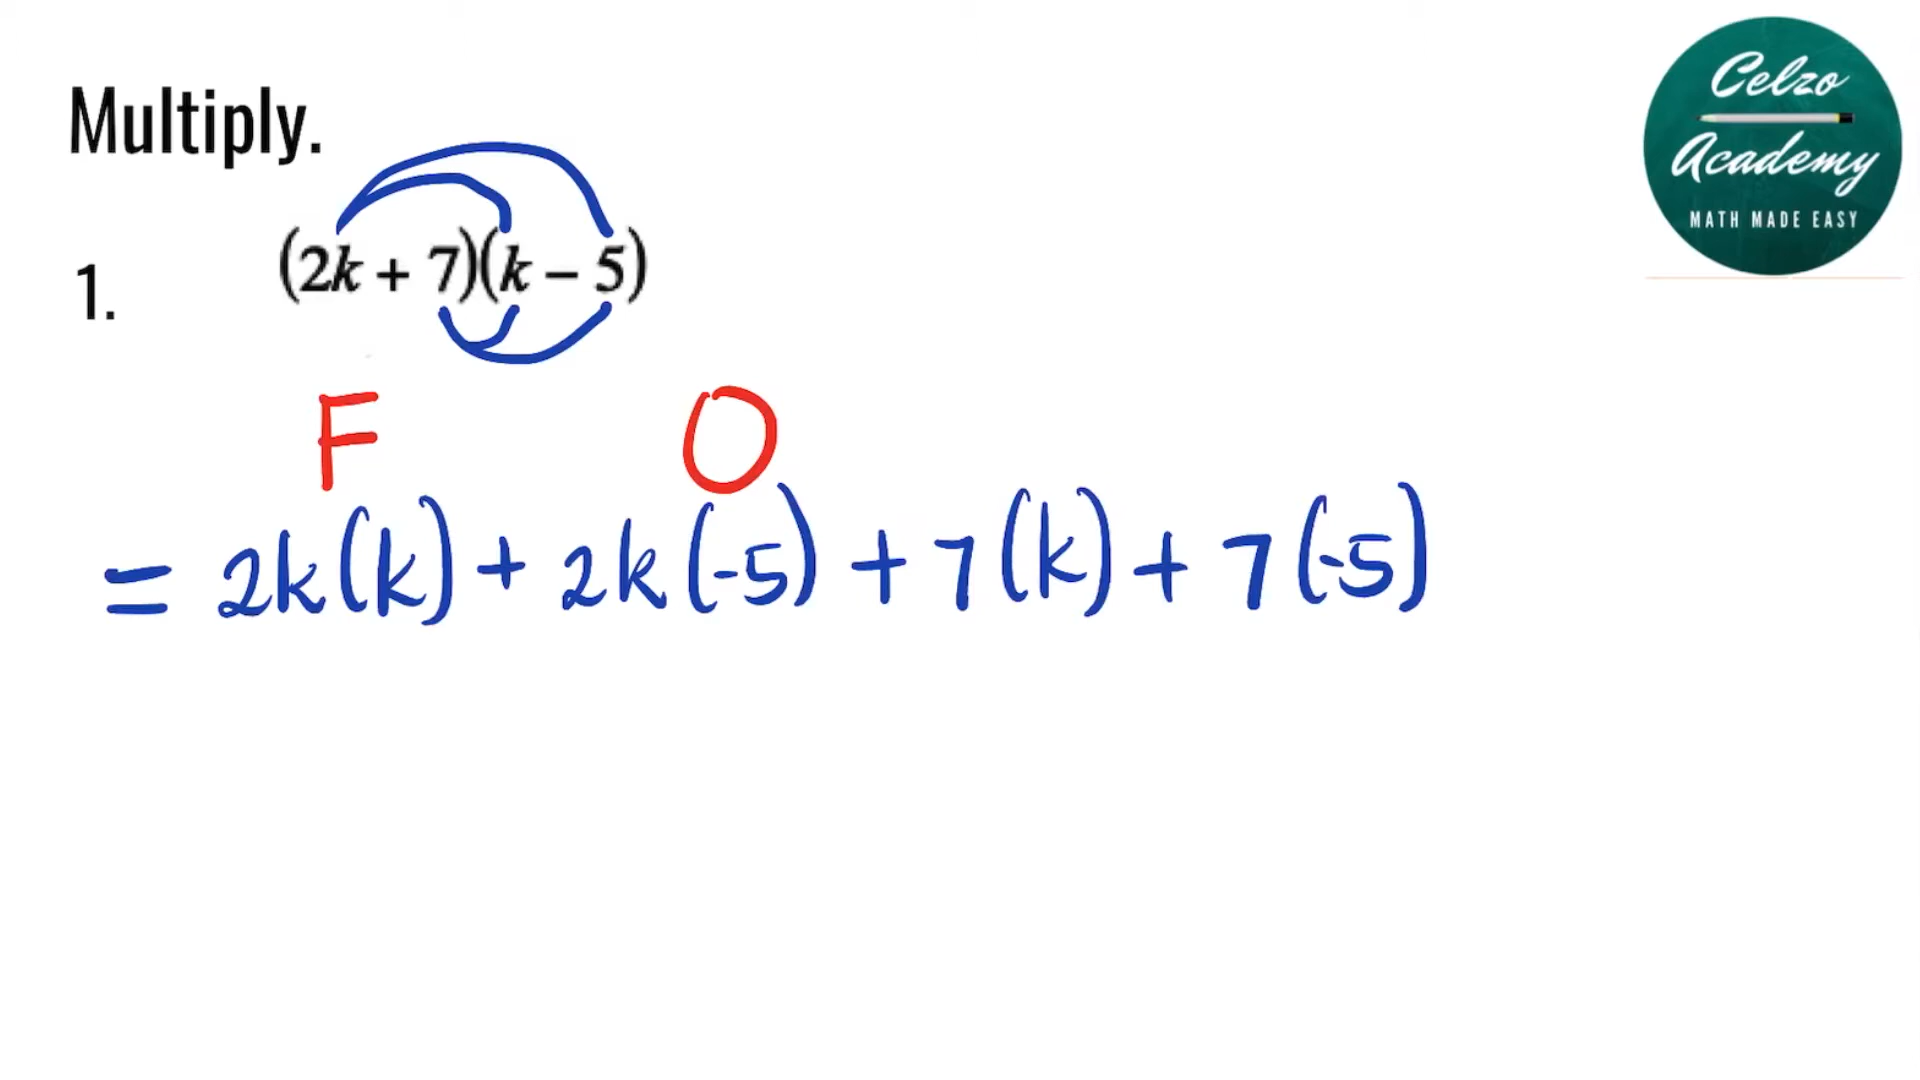 Celzo
Academy
MATH MADE EASY
Multiply.
1. (2k + 7)(k − 5)
F O
= 2k(k) + 2k(-5) + 7(k) + 7(-5)